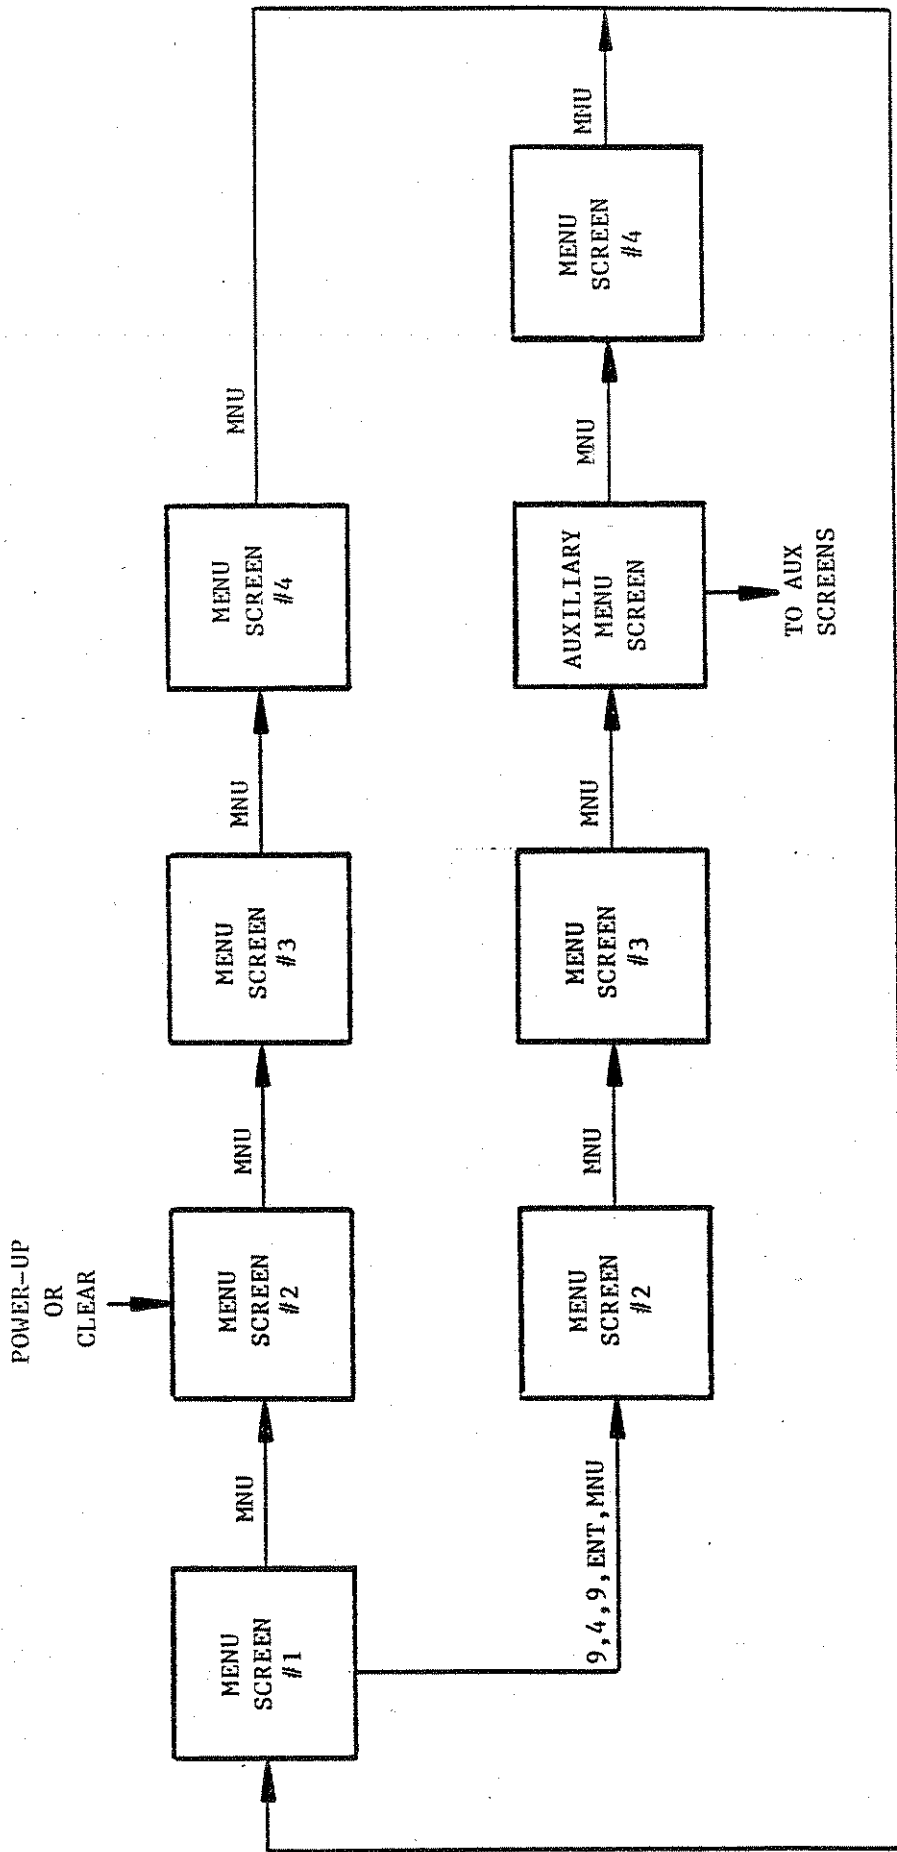 POWER-UP
OR
CLEAR
MENU
SCREEN
#1
MNU
MENU
SCREEN
#2
MNU
MENU
SCREEN
#3
MNU
MENU
SCREEN
#4
MNU
9,4,9,ENT,MNU
MENU
SCREEN
#2
MNU
MENU
SCREEN
#3
MNU
AUXILIARY
MENU
SCREEN
MNU
MENU
SCREEN
#4
MNU
TO AUX
SCREENS